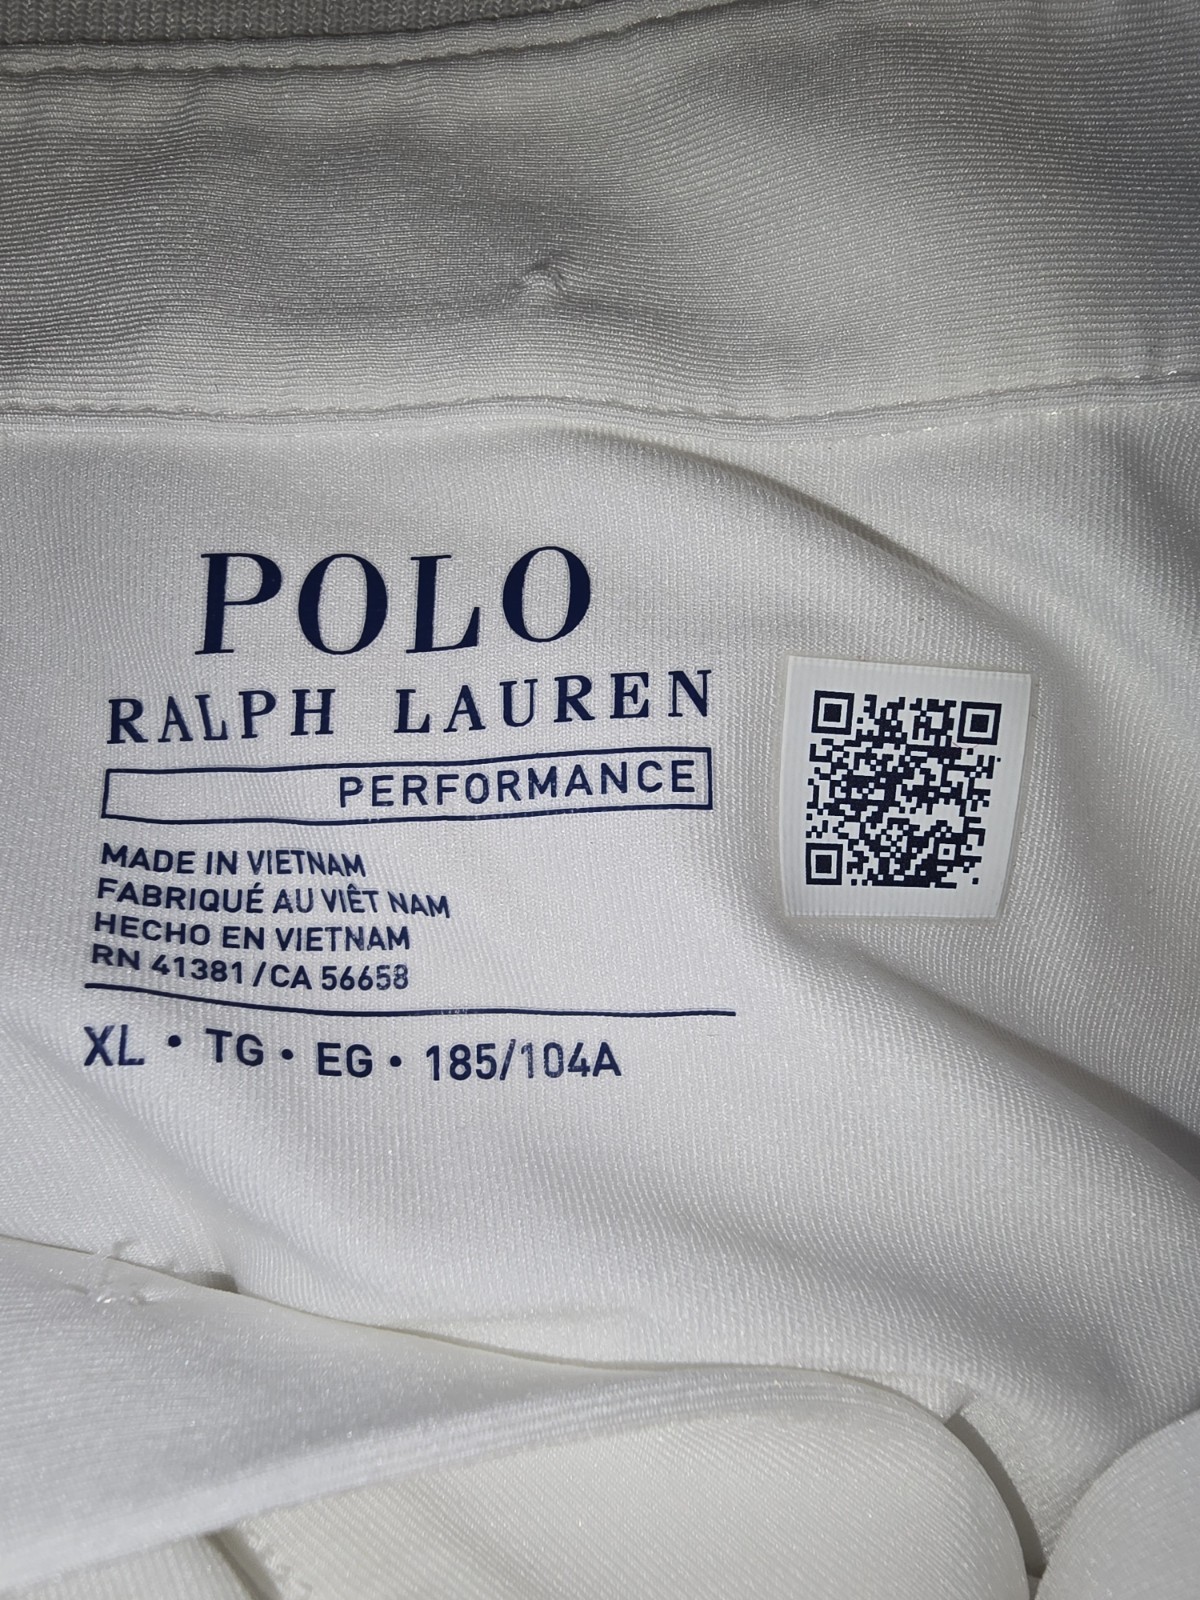 POLO
RALPH LAUREN
PERFORMANCE
MADE IN VIETNAM
FABRIQUÉ AU VIÊT NAM
HECHO EN VIETNAM
RN 41381 / CA 56658
XL • TG • EG • 185/104A